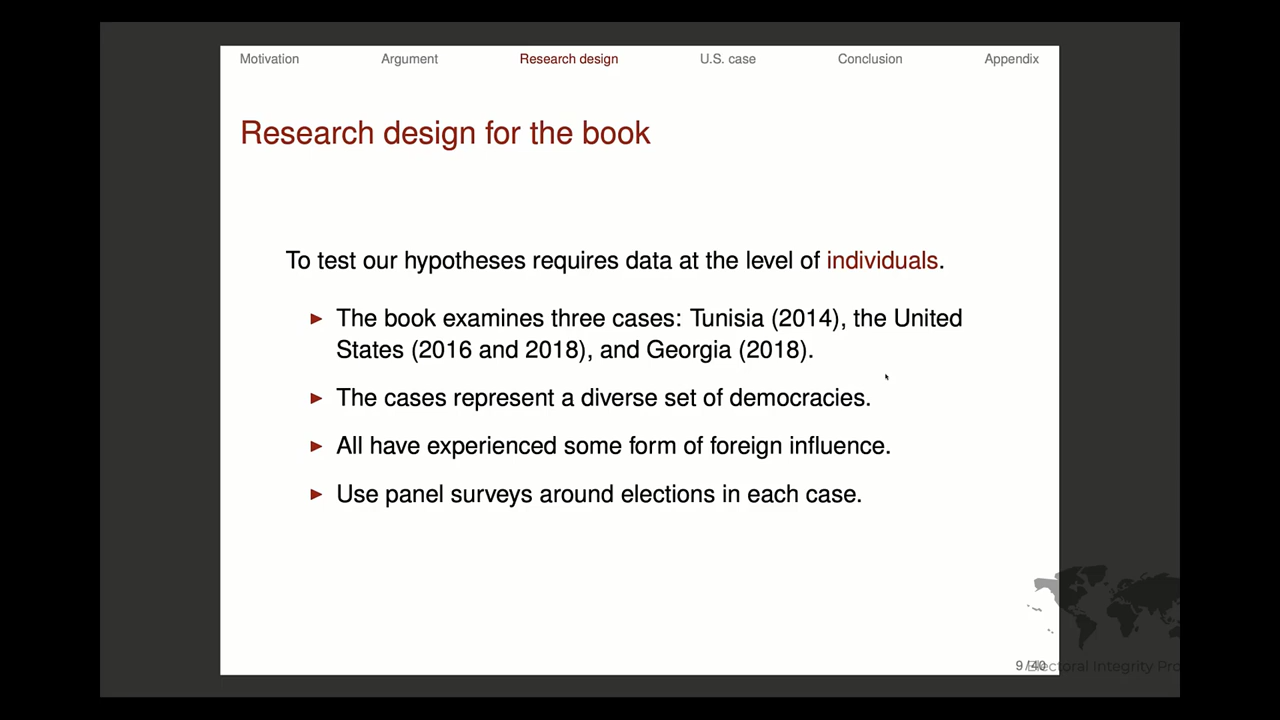 Motivation Argument Research design U.S. case Conclusion Appendix
Research design for the book
To test our hypotheses requires data at the level of individuals.
► The book examines three cases: Tunisia (2014), the United
States (2016 and 2018), and Georgia (2018).
► The cases represent a diverse set of democracies.
► All have experienced some form of foreign influence.
► Use panel surveys around elections in each case.
9 / 40
Electoral Integrity Pro